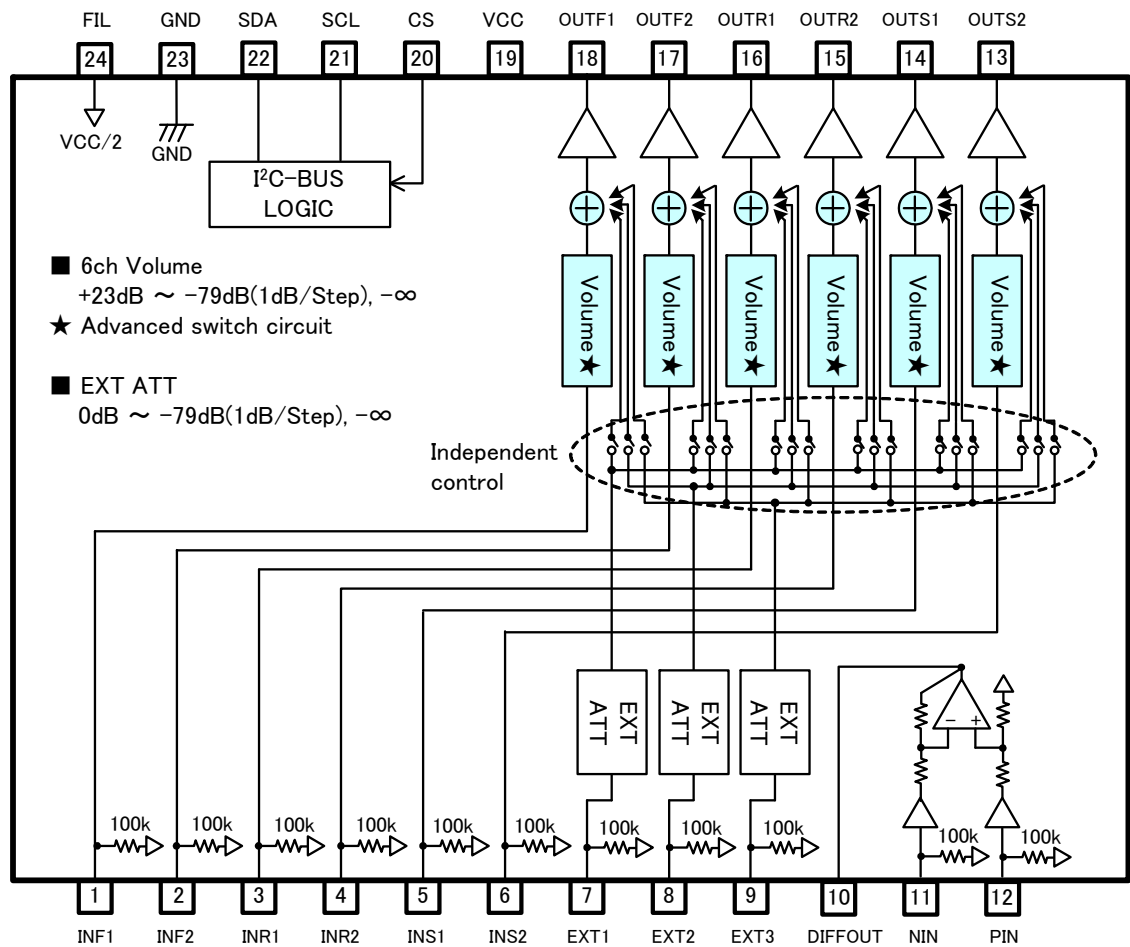 FIL GND SDA SCL CS VCC OUTF1 OUTF2 OUTR1 OUTR2 OUTS1 OUTS2
24 23 22 21 20 19 18 17 16 15 14 13
VCC/2
GND
I²C-BUS
LOGIC
■ 6ch Volume
+23dB ～ -79dB(1dB/Step), -∞
★ Advanced switch circuit
■ EXT ATT
0dB ～ -79dB(1dB/Step), -∞
Volume★ Volume★ Volume★ Volume★ Volume★ Volume★
Independent
control
EXT
ATT
EXT
ATT
EXT
ATT
- +
100k 100k 100k 100k 100k 100k 100k 100k 100k 100k 100k
1 2 3 4 5 6 7 8 9 10 11 12
INF1 INF2 INR1 INR2 INS1 INS2 EXT1 EXT2 EXT3 DIFFOUT NIN PIN